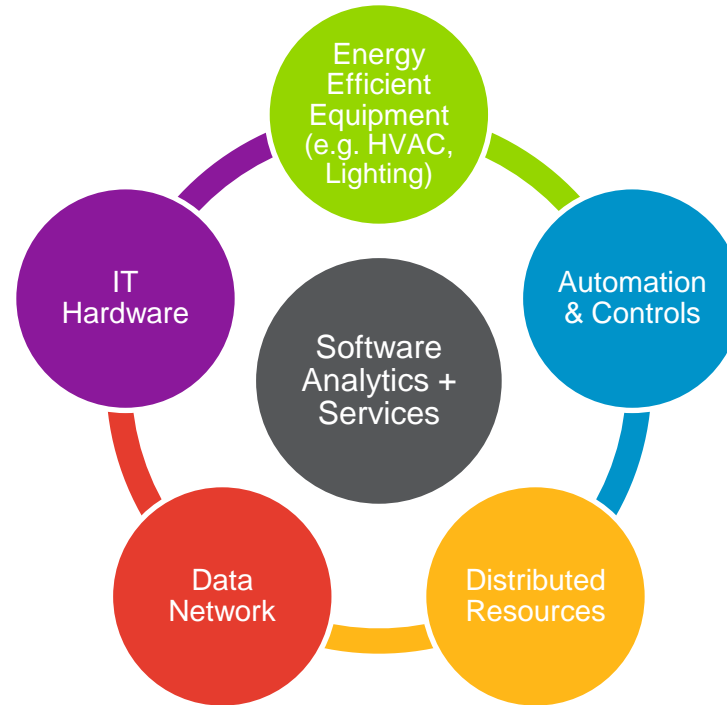 Energy
Efficient
Equipment
(e.g. HVAC,
Lighting)
IT
Hardware
Automation
& Controls
Software
Analytics +
Services
Data
Network
Distributed
Resources